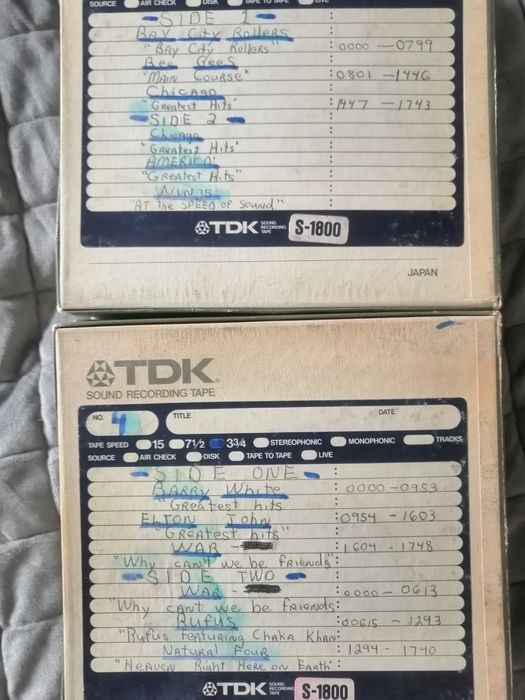 SOURCE AIR CHECK DISK TAPE TO TAPE LIVE
- SIDE 1 -
Bay City Rollers
"Bay City Rollers" : 0000 - 0799
Bee Gees
"Main Course" : 0801 - 1446
Chicago
"Greatest Hits" 1447 - 1743
- SIDE 2 -
Chicago
"Greatest Hits"
AMERICA
"Greatest Hits"
Wings
"AT the SPEED of Sound"
TDK SOUND RECORDING TAPE S-1800
JAPAN
TDK
SOUND RECORDING TAPE
NO. 4 TITLE DATE
TAPE SPEED 15 7 1/2 3 3/4 STEREOPHONIC MONOPHONIC TRACKS
SOURCE AIR CHECK DISK TAPE TO TAPE LIVE
- SIDE ONE -
BARRY White : 0000 - 0953
"Greatest hits
ELTON John : 0954 - 1603
"Greatest hits"
WAR - : 1604 - 1748
"Why can't we be friends"
- SIDE TWO -
WAR - : 0000 - 0613
"Why can't we be friends:
Rufus : 00615 - 1293
"Rufus featuring Chaka Khan:
Natural Four : 1294 - 1740
"Heaven Right Here on Earth"
TDK SOUND RECORDING TAPE S-1800